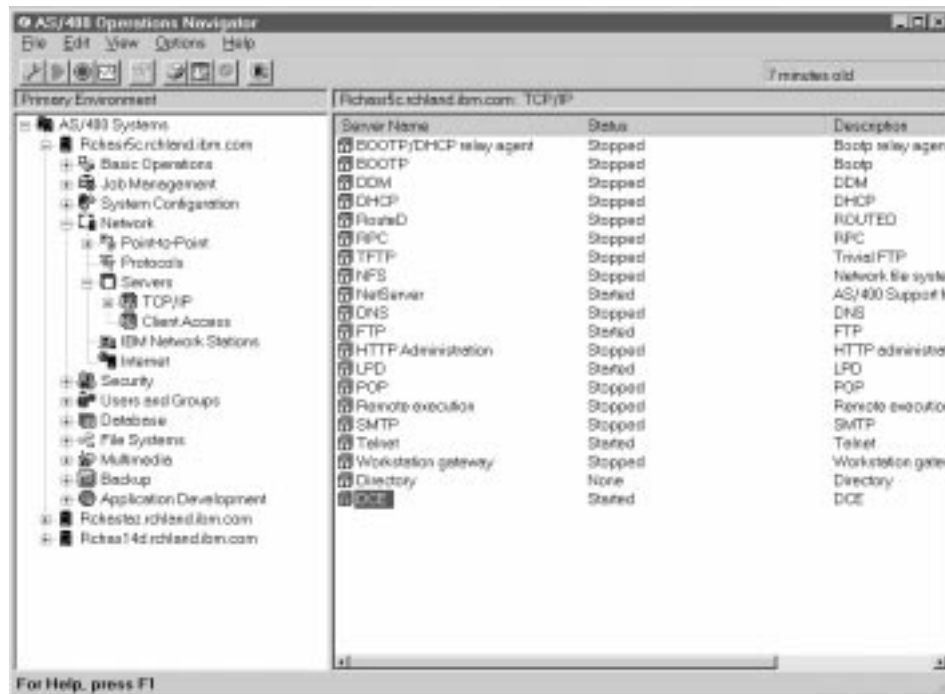 AS/400 Operations Navigator
File Edit View Options Help
7 minutes old
Primary Environment
Rchasr5c.rchland.ibm.com: TCP/IP
AS/400 Systems
Rchasr5c.rchland.ibm.com
Basic Operations
Job Management
System Configuration
Network
Point-to-Point
Protocols
Servers
TCP/IP
Client Access
IBM Network Stations
Internet
Security
Users and Groups
Database
File Systems
Multimedia
Backup
Application Development
rchland.ibm.com
Rchas14d.rchland.ibm.com
Server Name Status Description
BOOTP/DHCP relay agent Stopped Bootp relay agen
BOOTP Stopped Bootp
DDM Stopped DDM
DHCP Stopped DHCP
RouteD Stopped ROUTED
RPC Stopped RPC
TFTP Stopped Trivial FTP
NFS Stopped Network file syste
NetServer Started AS/400 Support
DNS Stopped DNS
FTP Started FTP
HTTP Administration Stopped HTTP administra
LPD Started LPD
POP Stopped POP
Remote execution Stopped Remote executio
SMTP Stopped SMTP
Telnet Started Telnet
Workstation gateway Stopped Workstation gate
Directory None Directory
DCE Started DCE
For Help, press F1